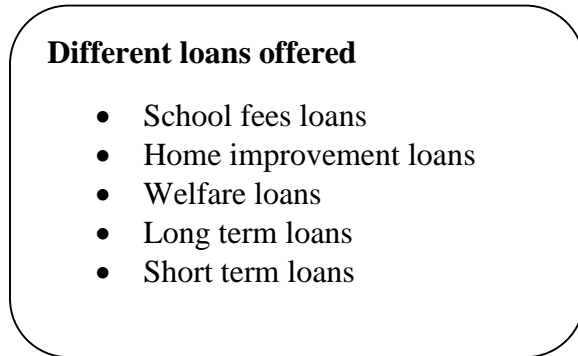 Different loans offered
• School fees loans
• Home improvement loans
• Welfare loans
• Long term loans
• Short term loans